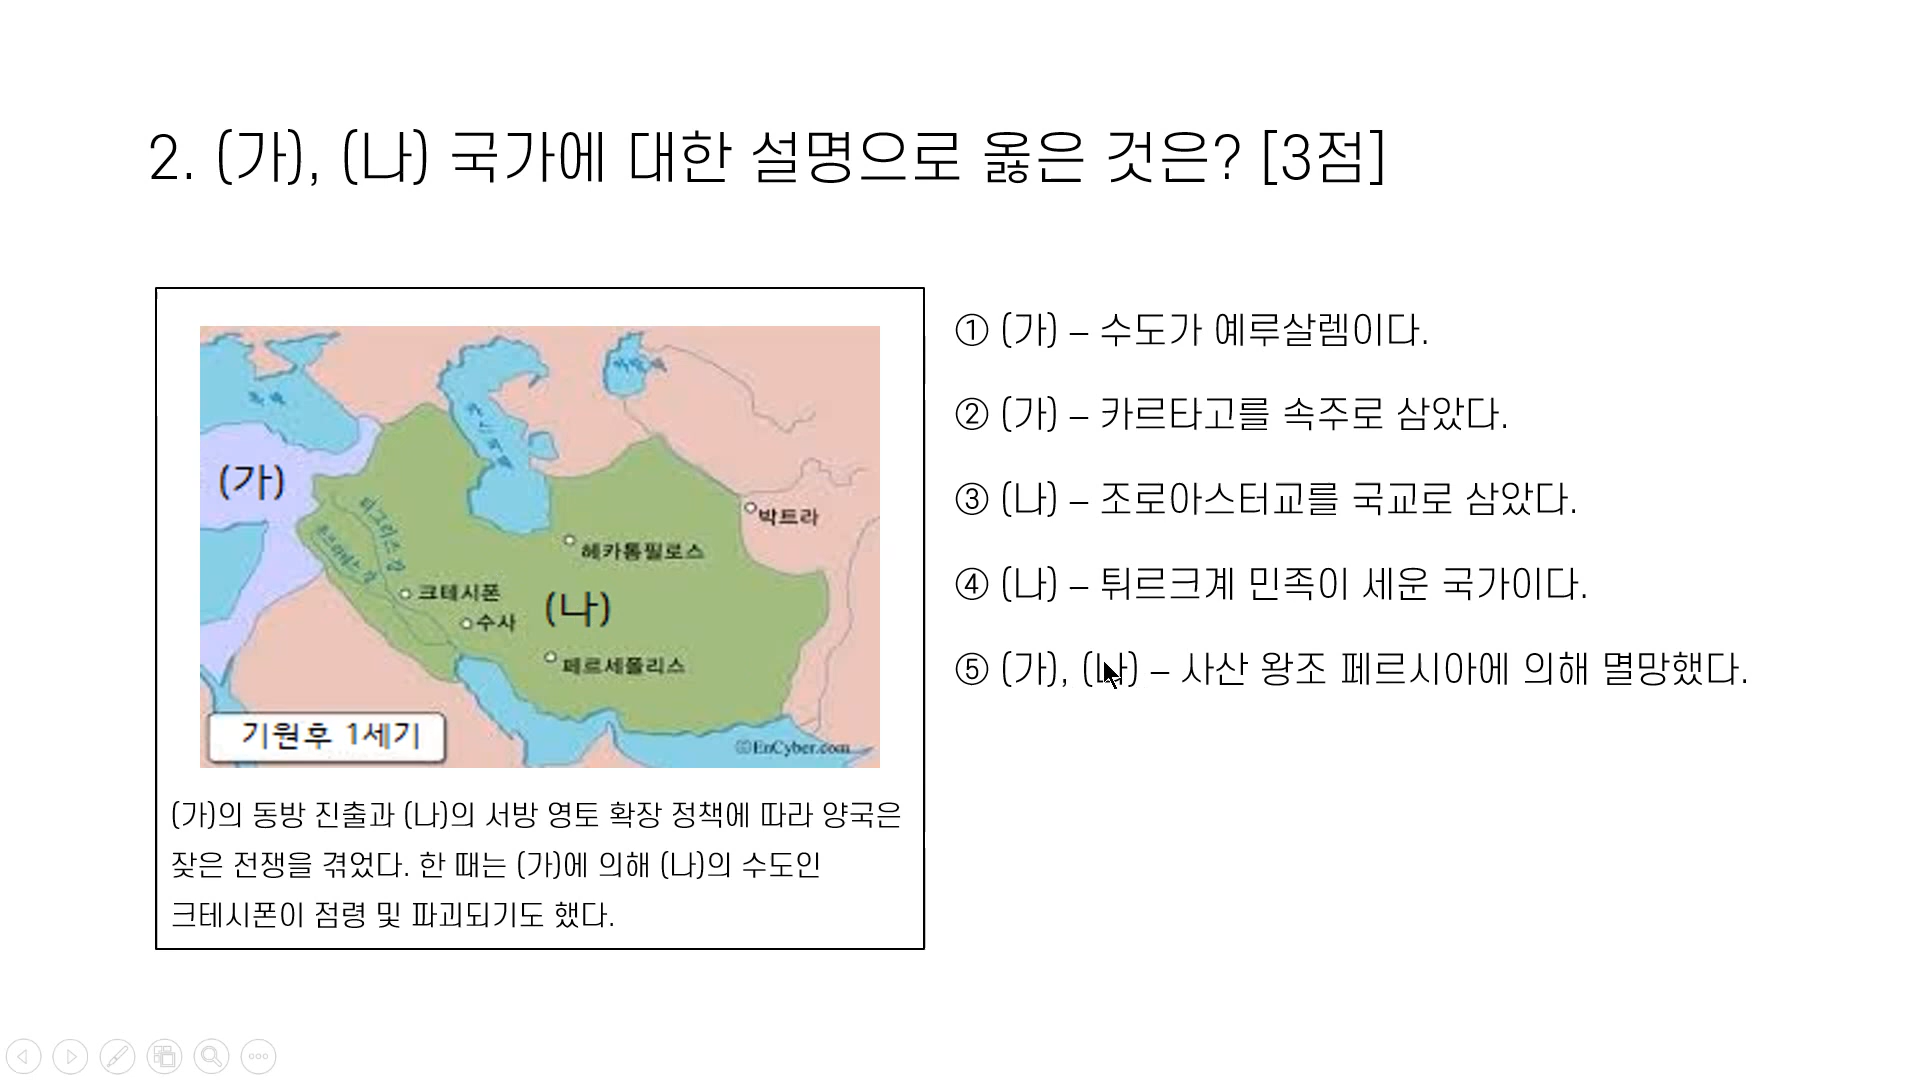 2. (가), (나) 국가에 대한 설명으로 옳은 것은? [3점]
흑해
카스피해
(가)
티그리스 강
유프라테스 강
박트라
헤카톰필로스
크테시폰
(나)
수사
페르세폴리스
기원후 1세기
©EnCyber.com
(가)의 동방 진출과 (나)의 서방 영토 확장 정책에 따라 양국은
잦은 전쟁을 겪었다. 한 때는 (가)에 의해 (나)의 수도인
크테시폰이 점령 및 파괴되기도 했다.
① (가) – 수도가 예루살렘이다.
② (가) – 카르타고를 속주로 삼았다.
③ (나) – 조로아스터교를 국교로 삼았다.
④ (나) – 튀르크계 민족이 세운 국가이다.
⑤ (가), (나) – 사산 왕조 페르시아에 의해 멸망했다.